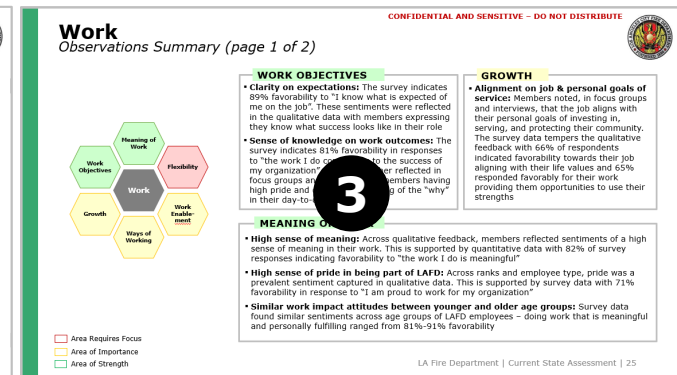 CONFIDENTIAL AND SENSITIVE – DO NOT DISTRIBUTE
Work
Observations Summary (page 1 of 2)
Meaning of
Work
Work
Objectives
Flexibility
Work
Growth
Work
Enable-
ment
Ways of
Working
WORK OBJECTIVES
• Clarity on expectations: The survey indicates
89% favorability to “I know what is expected of
me on the job”. These sentiments were reflected
in the qualitative data with members expressing
they know what success looks like in their role
• Sense of knowledge on work outcomes: The
survey indicates 81% favorability in responses
to “the work I do to the success of
my organization” her reflected in
focus groups embers having
high pride and g of the “why”
in their day-to-
GROWTH
• Alignment on job & personal goals of
service: Members noted, in focus groups
and interviews, that the job aligns with
their personal goals of investing in,
serving, and protecting their community.
The survey data tempers the qualitative
feedback with 66% of respondents
indicated favorability towards their job
aligning with their life values and 65%
responded favorably for their work
providing them opportunities to use their
strengths
3
MEANING O
• High sense of meaning: Across qualitative feedback, members reflected sentiments of a high
sense of meaning in their work. This is supported by quantitative data with 82% of survey
responses indicating favorability to “the work I do is meaningful”
• High sense of pride in being part of LAFD: Across ranks and employee type, pride was a
prevalent sentiment captured in qualitative data. This is supported by survey data with 71%
favorability in response to “I am proud to work for my organization”
• Similar work impact attitudes between younger and older age groups: Survey data
found similar sentiments across age groups of LAFD employees – doing work that is meaningful
and personally fulfilling ranged from 81%-91% favorability
Area Requires Focus
Area of Importance
Area of Strength
LA Fire Department | Current State Assessment | 25